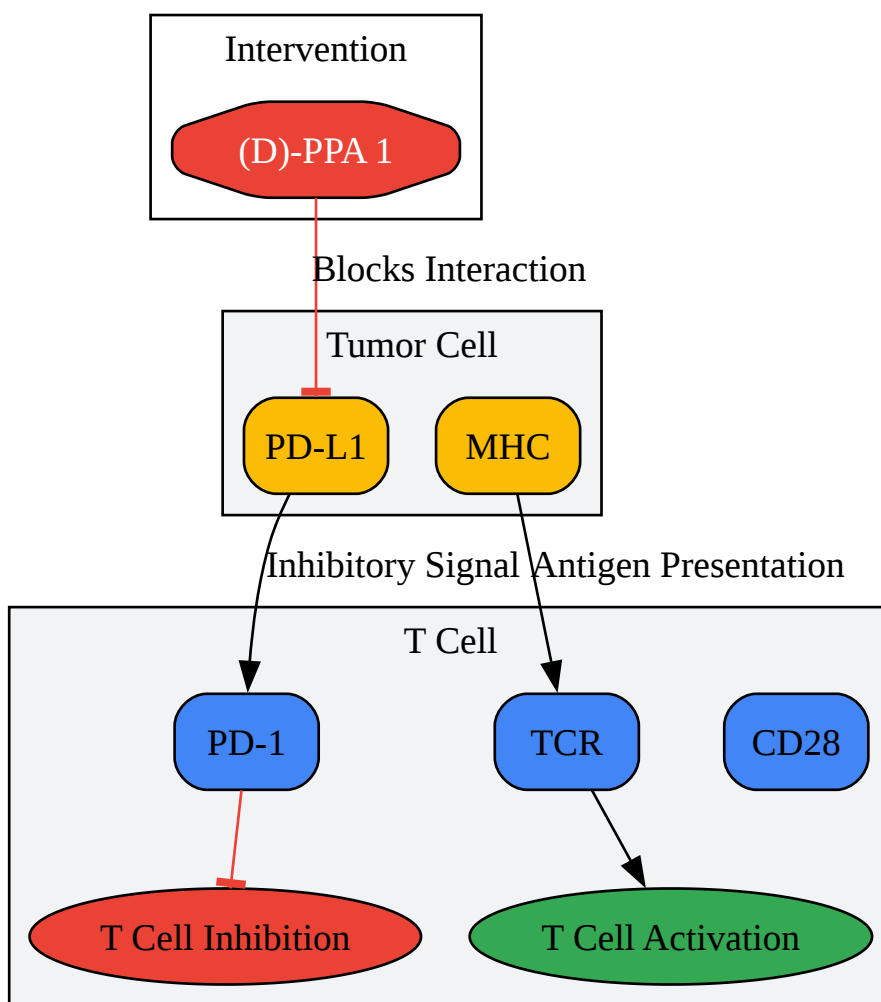 Intervention
(D)-PPA 1
Blocks Interaction
Tumor Cell
PD-L1
MHC
Inhibitory Signal
Antigen Presentation
T Cell
PD-1
TCR
CD28
T Cell Inhibition
T Cell Activation